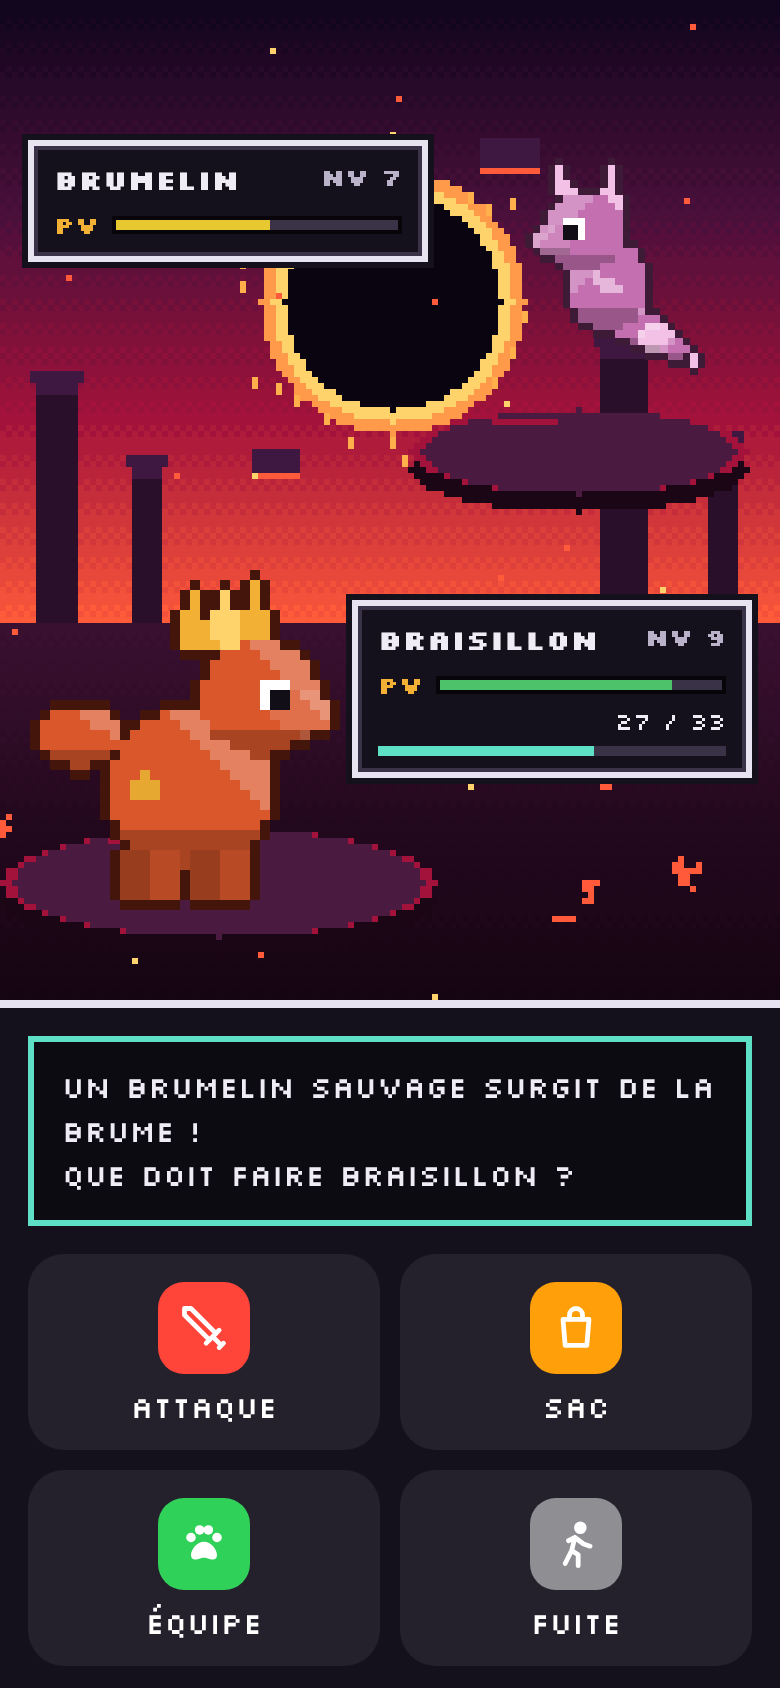 BRUMELIN NV 7
PV
BRAISILLON NV 9
PV
27 / 33
UN BRUMELIN SAUVAGE SURGIT DE LA
BRUME !
QUE DOIT FAIRE BRAISILLON ?
ATTAQUE
SAC
ÉQUIPE
FUITE